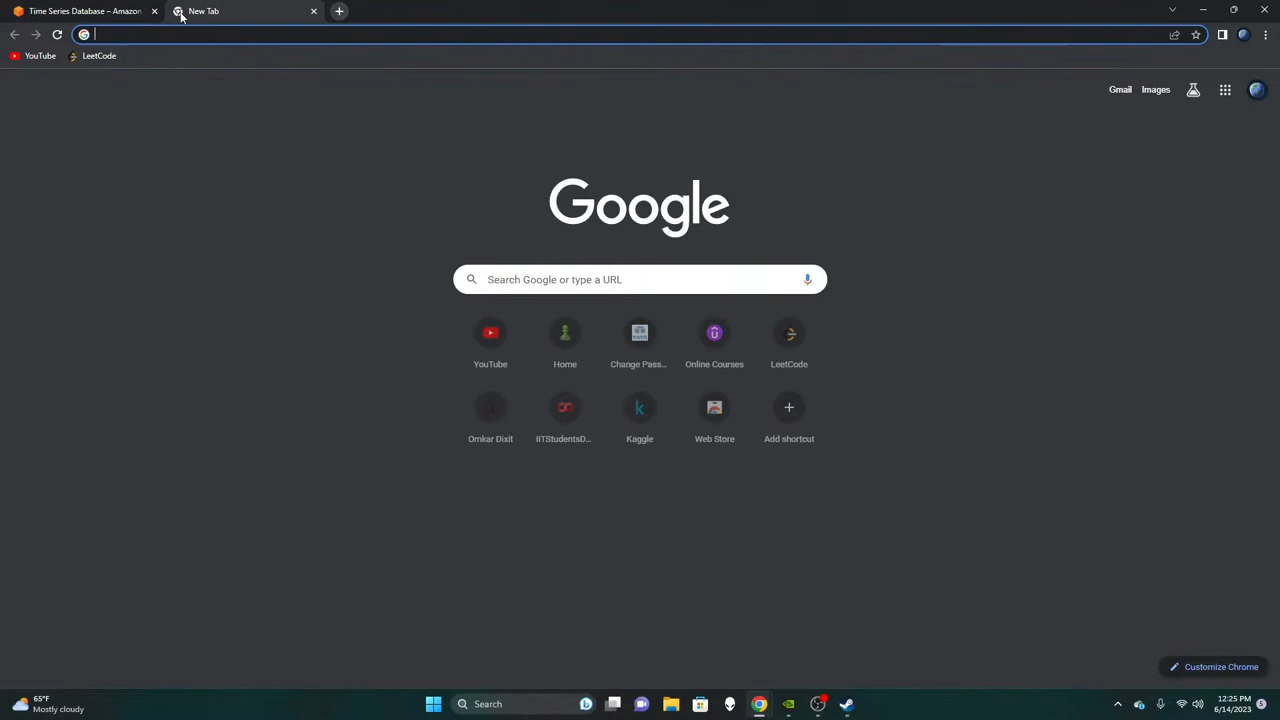 Time Series Database – Amazon
New Tab
YouTube
LeetCode
Gmail
Images
Google
Search Google or type a URL
YouTube
Home
Change Pass...
Online Courses
LeetCode
Omkar Dixit
IITStudentsD...
Kaggle
Web Store
Add shortcut
Customize Chrome
65°F
Mostly cloudy
Search
12:25 PM
6/14/2023